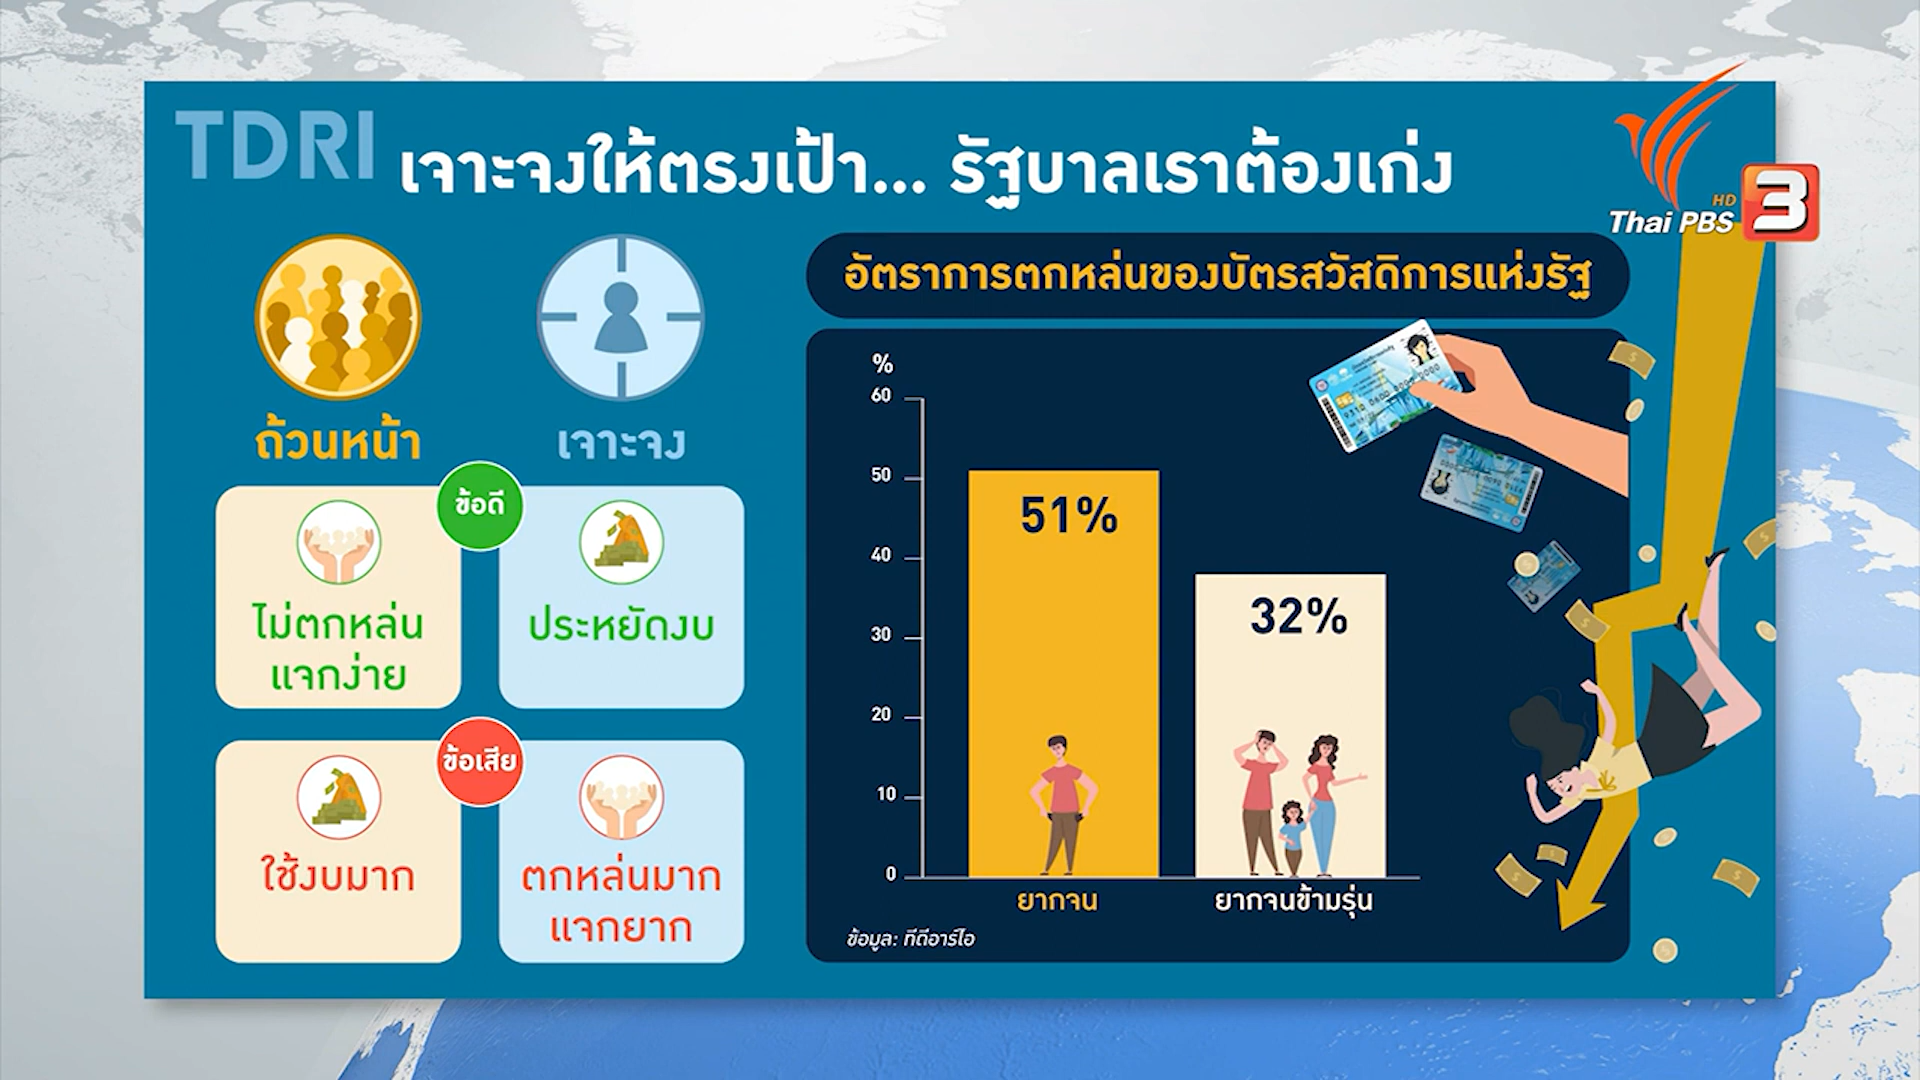 TDRI
เจาะจงให้ตรงเป้า... รัฐบาลเราต้องเก่ง
HD
Thai PBS 3
ถ้วนหน้า
เจาะจง
ข้อดี
ไม่ตกหล่น
แจกง่าย
ประหยัดงบ
ข้อเสีย
ใช้งบมาก
ตกหล่นมาก
แจกยาก
อัตราการตกหล่นของบัตรสวัสดิการแห่งรัฐ
%
60
50
40
30
20
10
0
51%
32%
ยากจน
ยากจนข้ามรุ่น
ข้อมูล: ทีดีอาร์ไอ